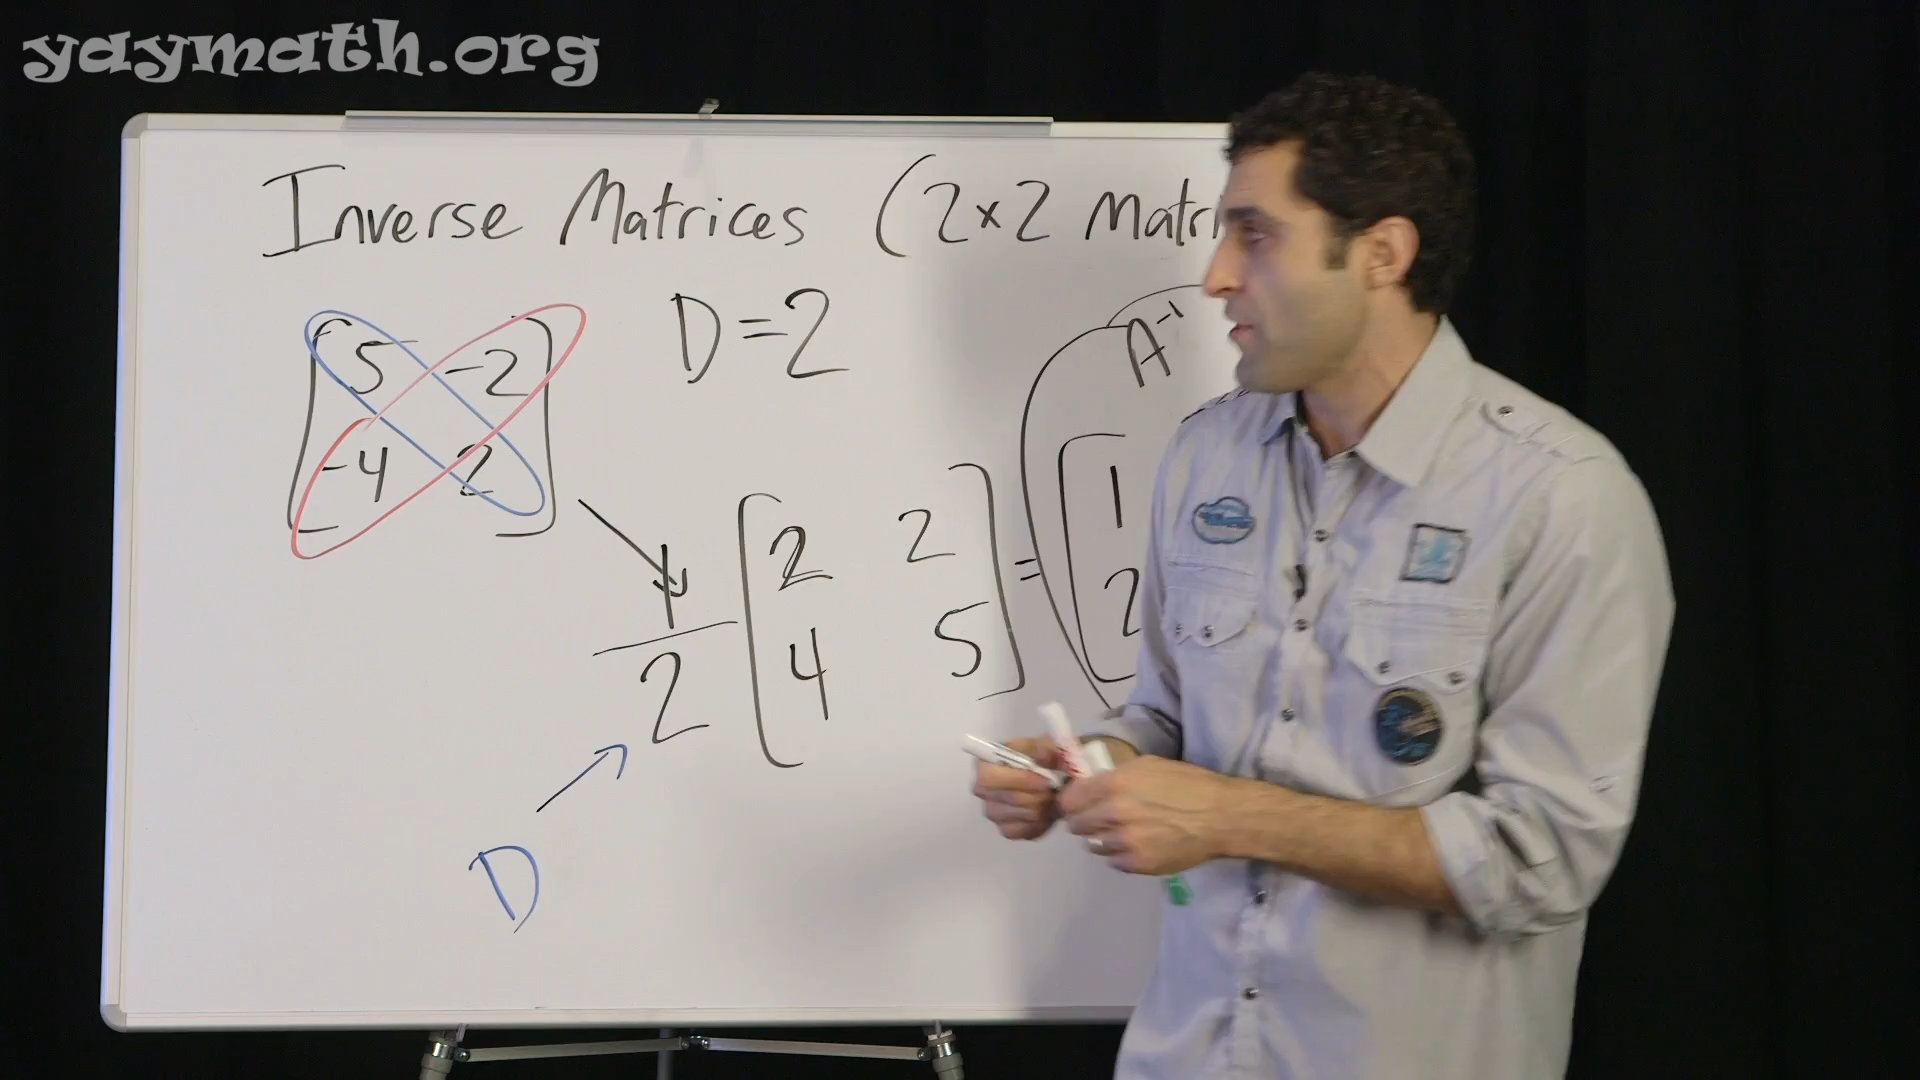 yaymath.org
Inverse Matrices (2×2 Matri
5 -2
-4 2
D=2
A⁻¹
1/2 [2 2] = [1
[4 5] [2
D